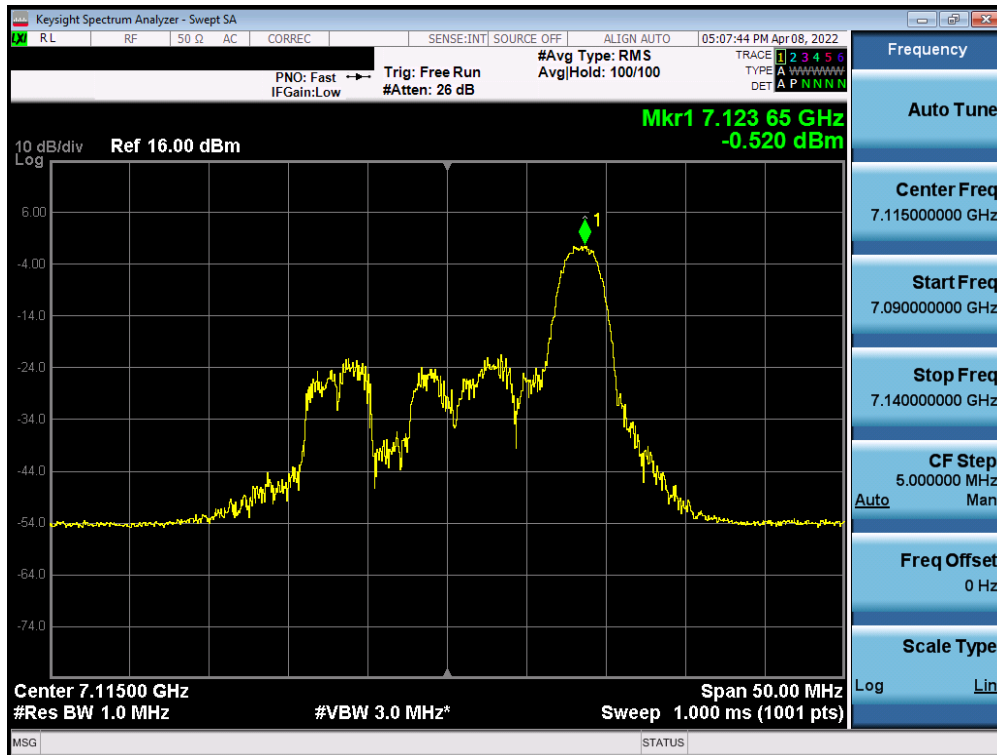 Keysight Spectrum Analyzer - Swept SA
LXI RL RF 50 Ω AC CORREC SENSE:INT SOURCE OFF ALIGN AUTO 05:07:44 PM Apr 08, 2022
PNO: Fast Trig: Free Run #Avg Type: RMS TRACE 1 2 3 4 5 6
IFGain:Low #Atten: 26 dB Avg|Hold: 100/100 TYPE A WWWWW
DET A P N N N N
Mkr1 7.123 65 GHz
-0.520 dBm
10 dB/div Ref 16.00 dBm
Log
6.00
1
-4.00
-14.0
-24.0
-34.0
-44.0
-54.0
-64.0
-74.0
Center 7.11500 GHz Span 50.00 MHz
#Res BW 1.0 MHz #VBW 3.0 MHz* Sweep 1.000 ms (1001 pts)
MSG STATUS
Frequency
Auto Tune
Center Freq
7.115000000 GHz
Start Freq
7.090000000 GHz
Stop Freq
7.140000000 GHz
CF Step
5.000000 MHz
Auto Man
Freq Offset
0 Hz
Scale Type
Log Lin